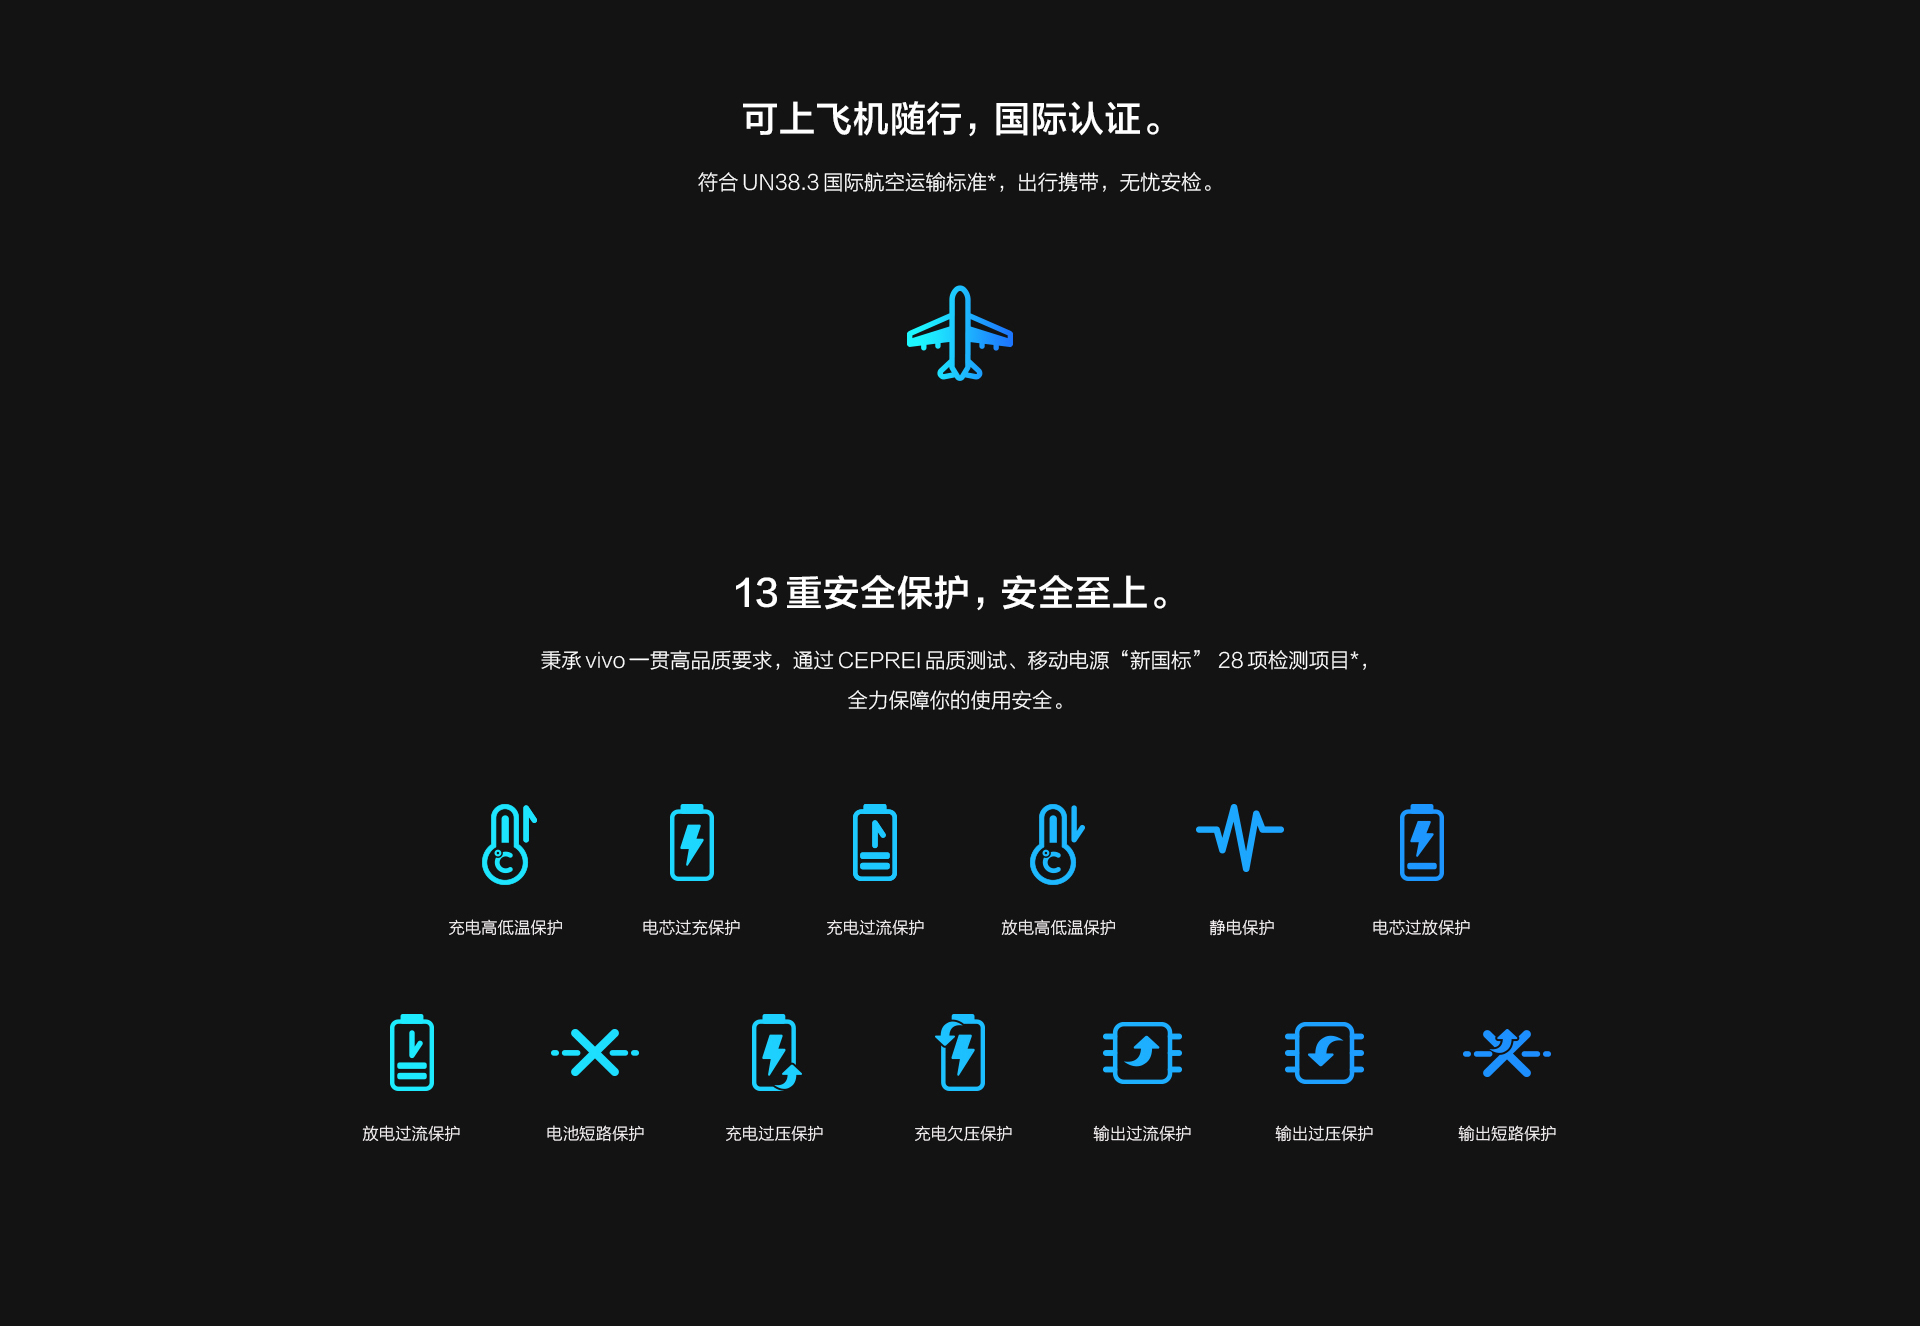 可上飞机随行，国际认证。
符合 UN38.3 国际航空运输标准*，出行携带，无忧安检。
13 重安全保护，安全至上。
秉承 vivo 一贯高品质要求，通过 CEPREI 品质测试、移动电源“新国标” 28 项检测项目*，
全力保障你的使用安全。
充电高低温保护
电芯过充保护
充电过流保护
放电高低温保护
静电保护
电芯过放保护
放电过流保护
电池短路保护
充电过压保护
充电欠压保护
输出过流保护
输出过压保护
输出短路保护